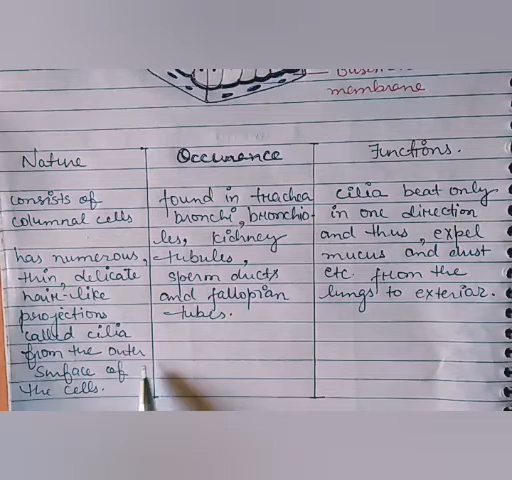 membrane
Nature
consists of
columnal cells
has numerous,
thin, delicate
hair-like
projections
called cilia
from the outer
surface of
the cells.
Occurance
found in trachea
bronchi, bronchio-
les, kidney
tubules,
sperm ducts
and fallopian
tubes.
Functions.
cilia beat only
in one direction
and thus, expel
mucus and dust
etc. from the
lungs to exterior.